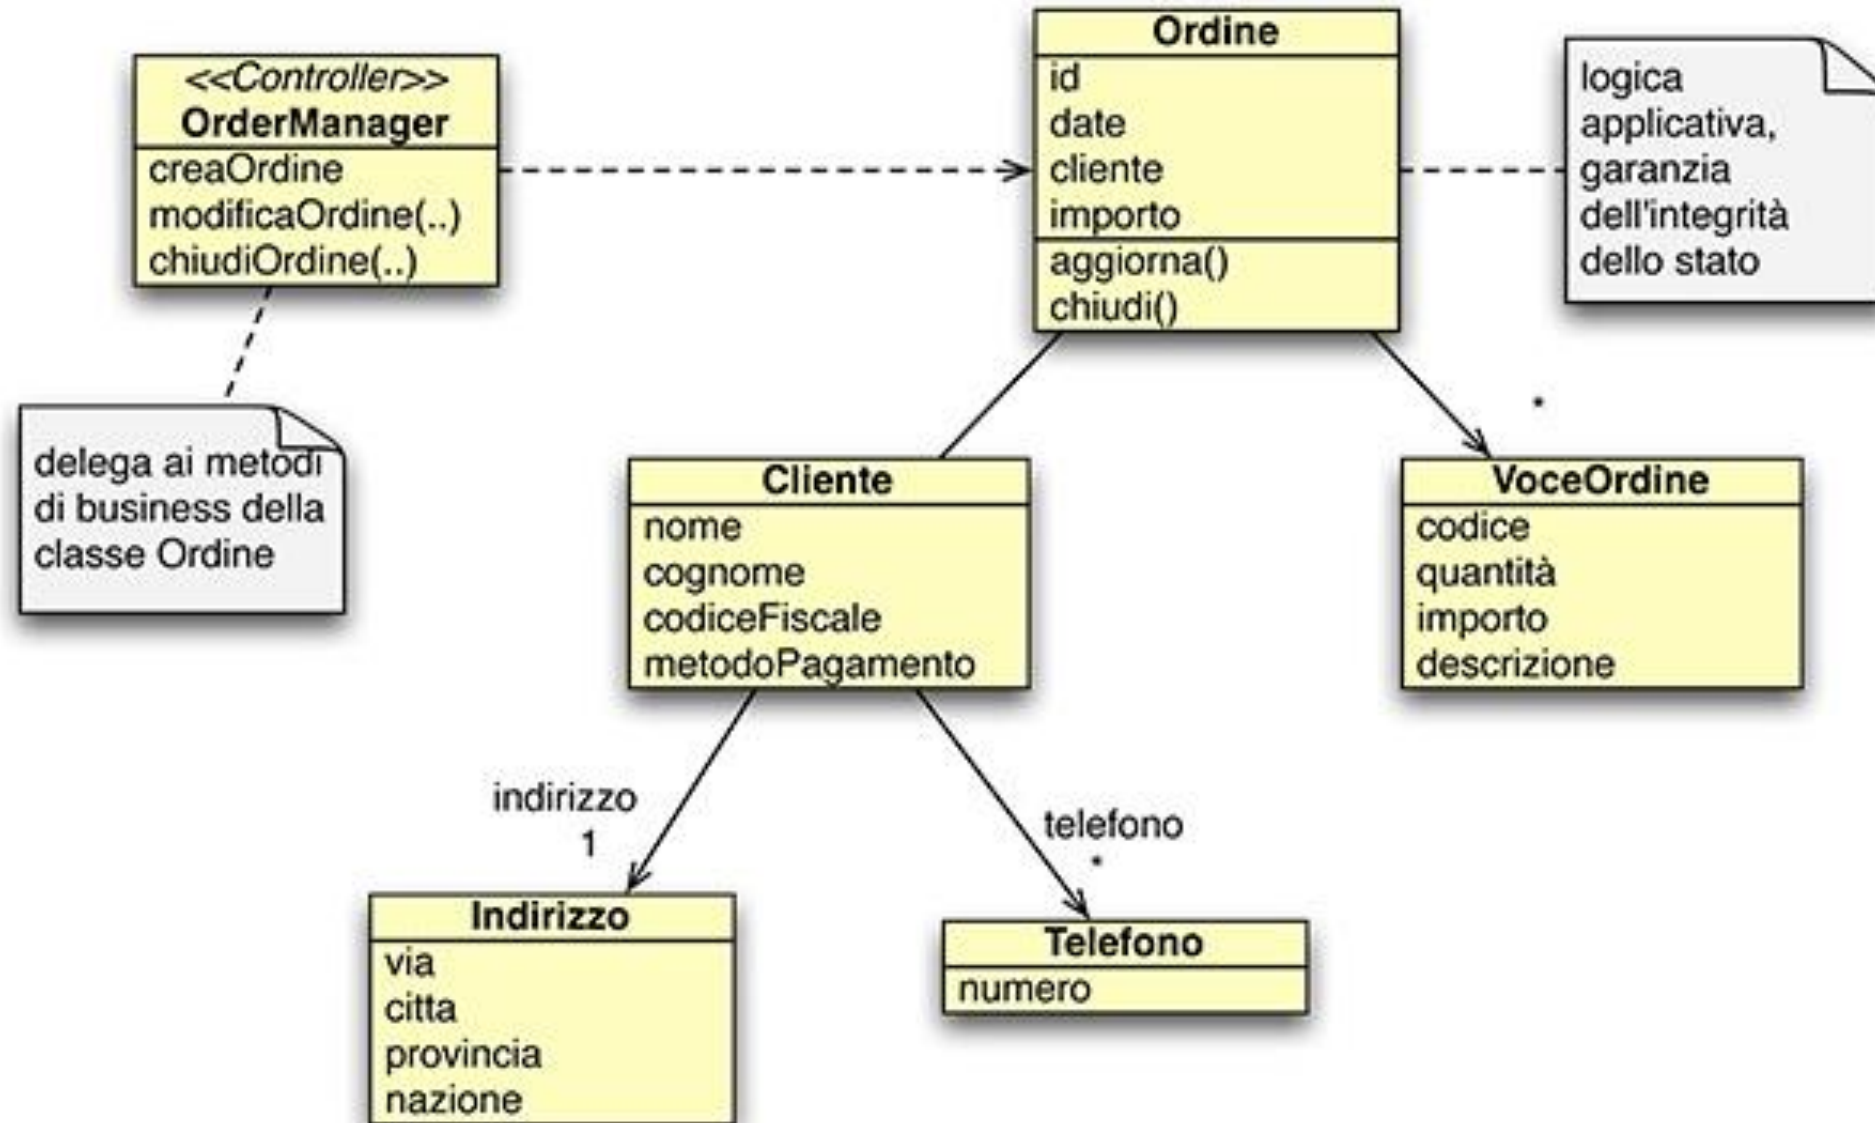 <<Controller>>
OrderManager
creaOrdine
modificaOrdine(..)
chiudiOrdine(..)
Ordine
id
date
cliente
importo
aggiorna()
chiudi()
logica
applicativa,
garanzia
dell'integrità
dello stato
delega ai metodi
di business della
classe Ordine
*
Cliente
nome
cognome
codiceFiscale
metodoPagamento
VoceOrdine
codice
quantità
importo
descrizione
indirizzo
1
telefono
*
Indirizzo
via
citta
provincia
nazione
Telefono
numero